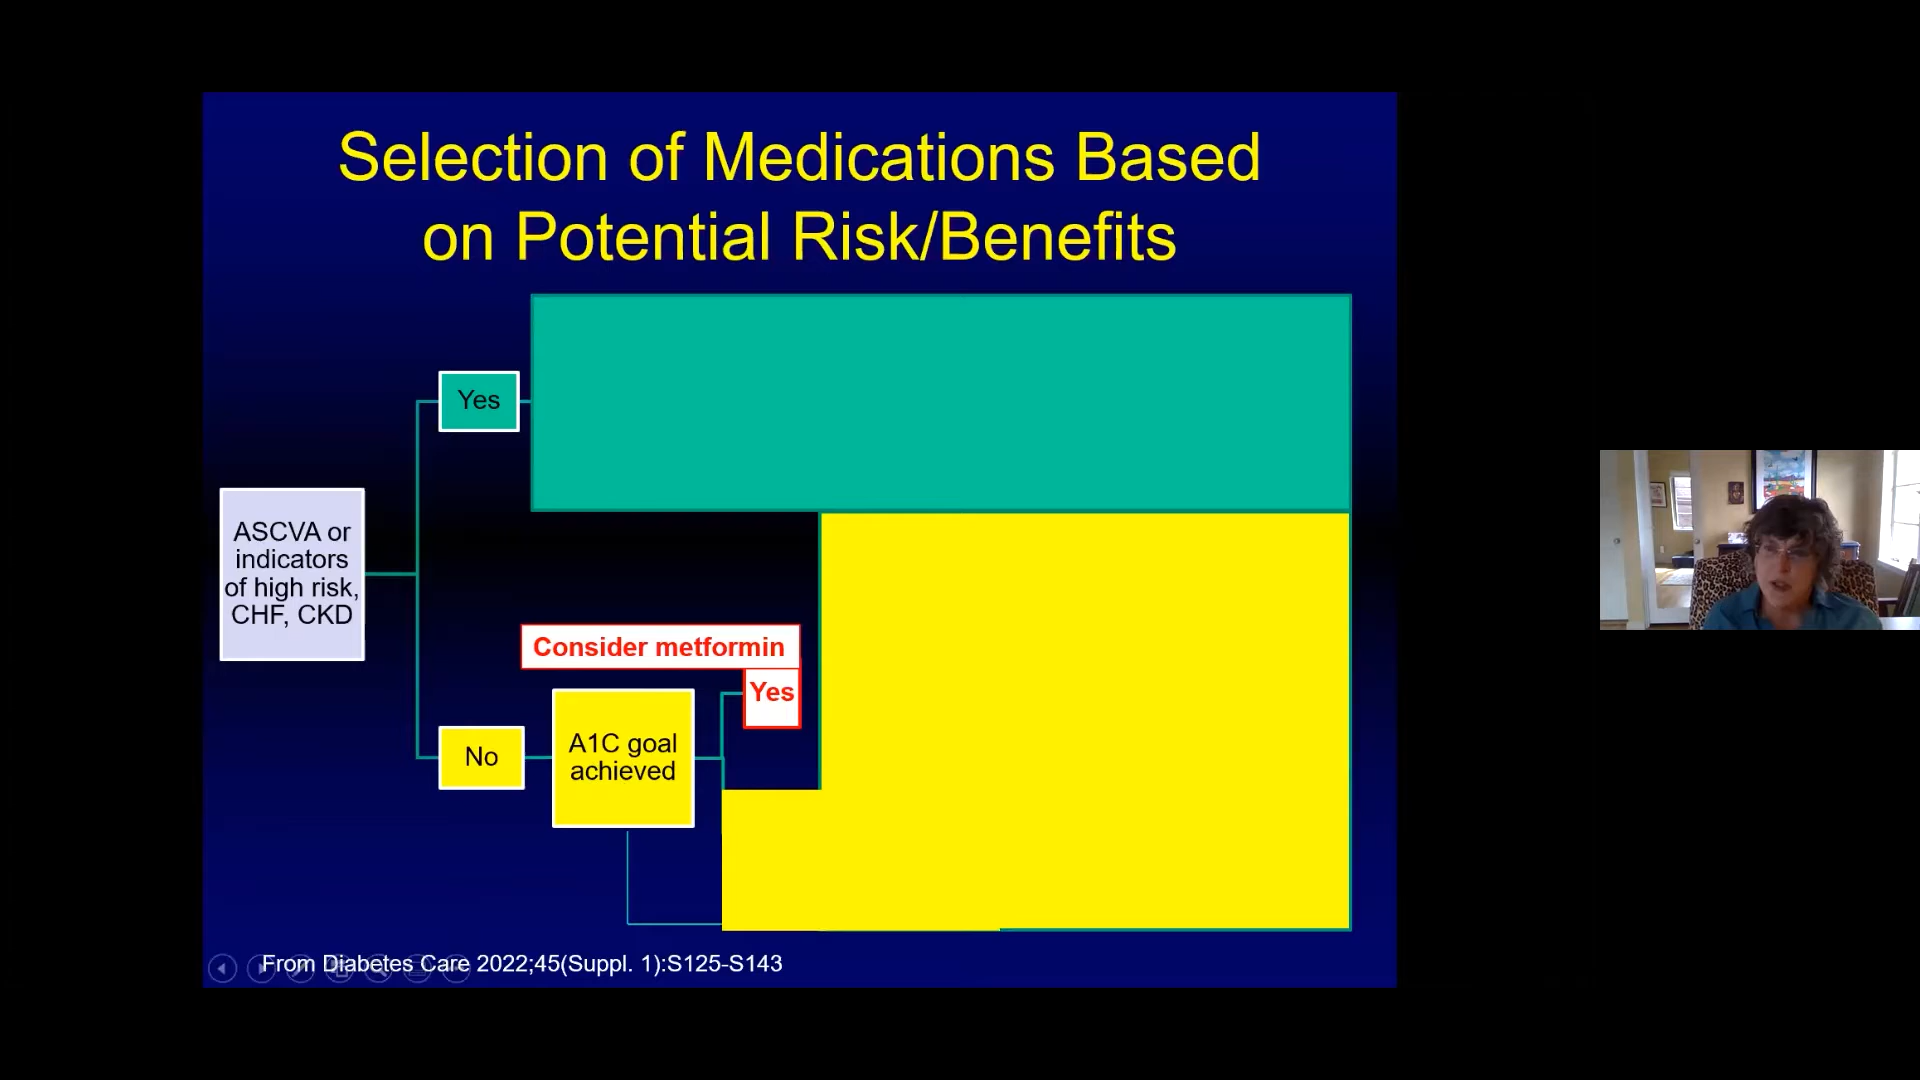 Selection of Medications Based
on Potential Risk/Benefits
Yes
ASCVA or
indicators
of high risk,
CHF, CKD
Consider metformin
Yes
No
A1C goal
achieved
From Diabetes Care 2022;45(Suppl. 1):S125-S143